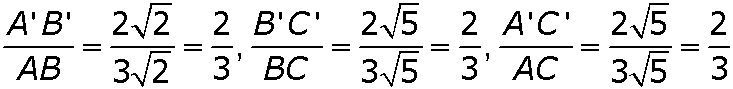 A'B'/AB = 2√2/3√2 = 2/3, B'C'/BC = 2√5/3√5 = 2/3, A'C'/AC = 2√5/3√5 = 2/3